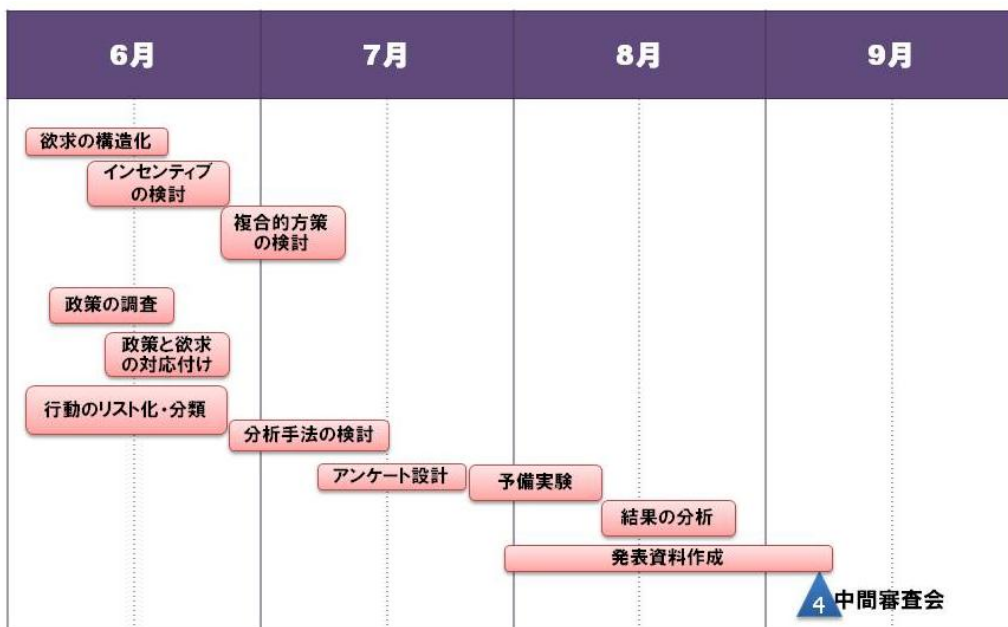 6月
7月
8月
9月
欲求の構造化
インセンティブ
の検討
複合的方策
の検討
政策の調査
政策と欲求
の対応付け
行動のリスト化・分類
分析手法の検討
アンケート設計
予備実験
結果の分析
発表資料作成
4
中間審査会